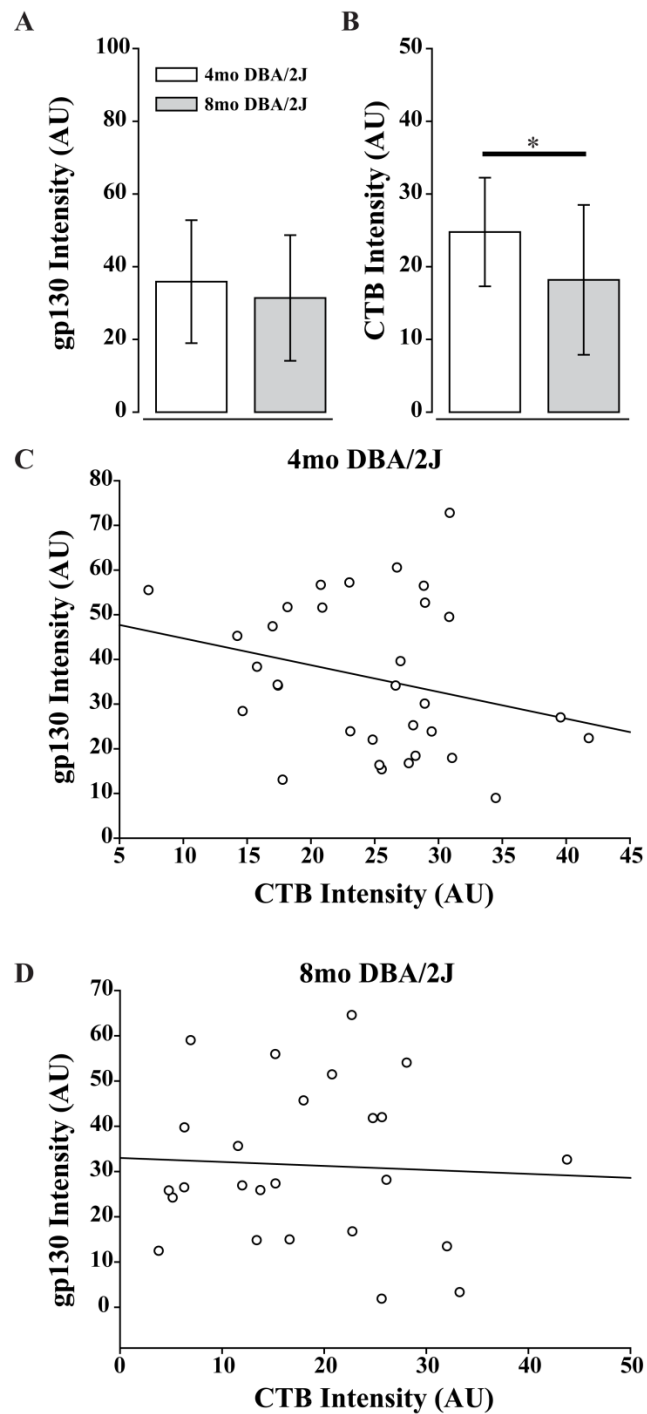 A
gp130 Intensity (AU)
100
80
60
40
20
0
4mo DBA/2J
8mo DBA/2J
B
CTB Intensity (AU)
50
40
30
20
10
0
*
C
4mo DBA/2J
gp130 Intensity (AU)
80
70
60
50
40
30
20
10
0
5 10 15 20 25 30 35 40 45
CTB Intensity (AU)
D
8mo DBA/2J
gp130 Intensity (AU)
70
60
50
40
30
20
10
0
0 10 20 30 40 50
CTB Intensity (AU)